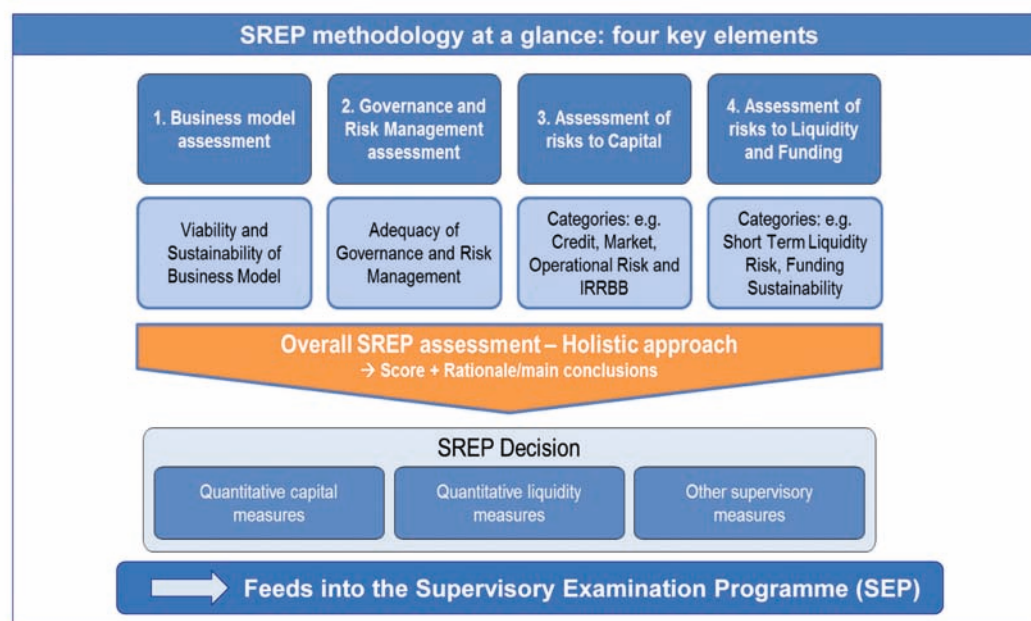 SREP methodology at a glance: four key elements
1. Business model
assessment
2. Governance and
Risk Management
assessment
3. Assessment of
risks to Capital
4. Assessment of
risks to Liquidity
and Funding
Viability and
Sustainability of
Business Model
Adequacy of
Governance and Risk
Management
Categories: e.g.
Credit, Market,
Operational Risk and
IRRBB
Categories: e.g.
Short Term Liquidity
Risk, Funding
Sustainability
Overall SREP assessment – Holistic approach
→ Score + Rationale/main conclusions
SREP Decision
Quantitative capital
measures
Quantitative liquidity
measures
Other supervisory
measures
Feeds into the Supervisory Examination Programme (SEP)